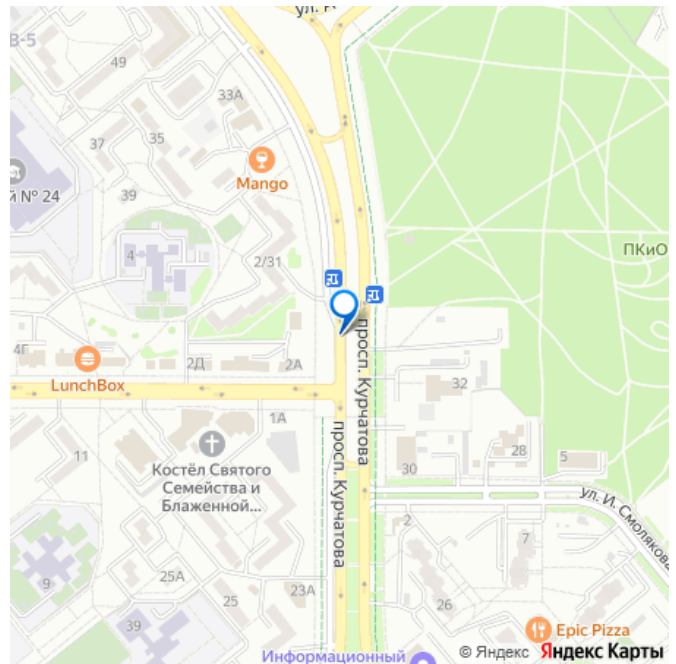 ул. К
В-5
49
33А
37
35
Mango
й № 24
39
4
2/31
ПКиО
4Г
LunchBox
2Д
2А
просп. Курчатова
32
1А
11
Костёл Святого
Семейства и
Блаженной...
просп. Курчатова
30
28
5
ул. И. Смолякова
2
7
9
25А
25
23А
26
39
Epic Pizza
Информационный
© Яндекс Яндекс Карты